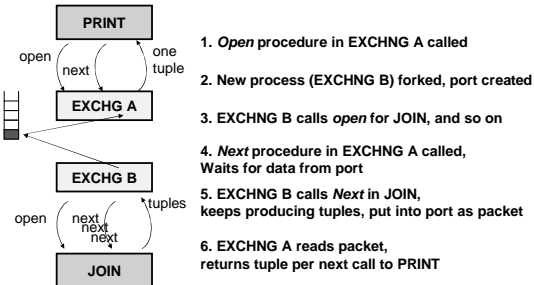 PRINT
open
next
one
tuple
EXCHG A
EXCHG B
open
next
next
next
tuples
JOIN
1. Open procedure in EXCHNG A called
2. New process (EXCHNG B) forked, port created
3. EXCHNG B calls open for JOIN, and so on
4. Next procedure in EXCHNG A called,
Waits for data from port
5. EXCHNG B calls Next in JOIN,
keeps producing tuples, put into port as packet
6. EXCHNG A reads packet,
returns tuple per next call to PRINT